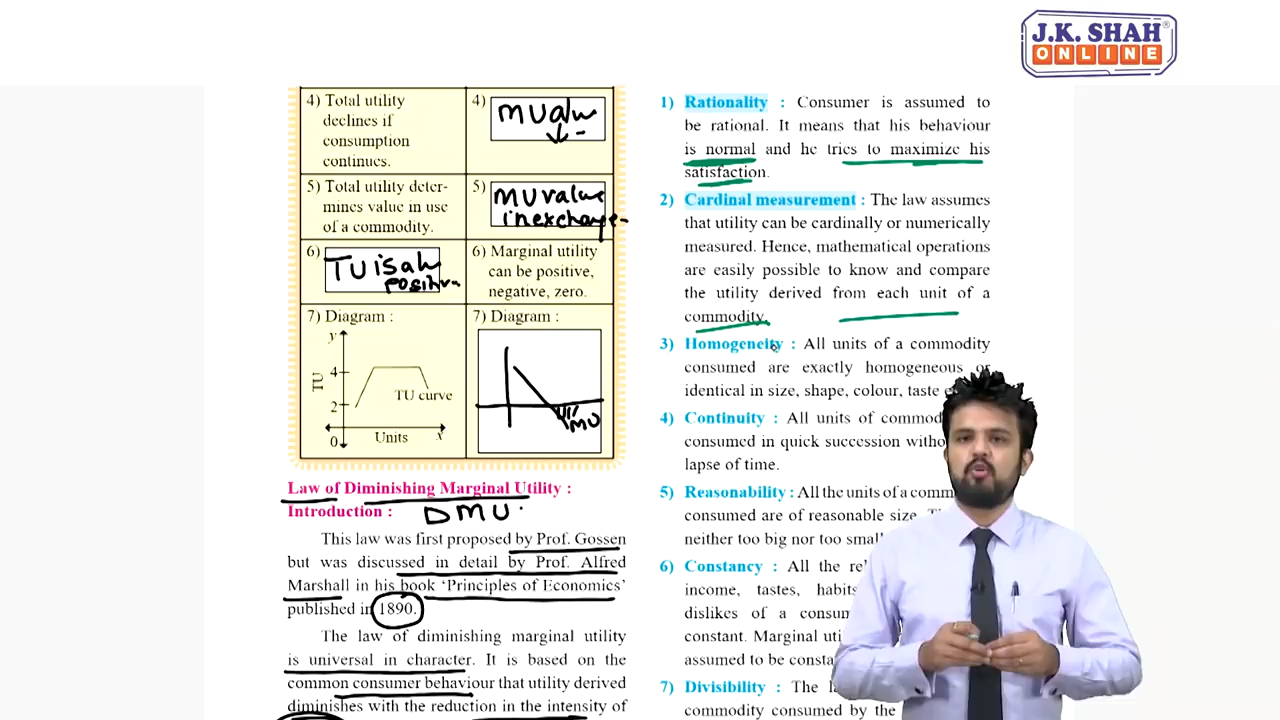 J.K. SHAH
ONLINE
4) Total utility
declines if
consumption
continues.
4)
MU
5) Total utility deter-
mines value in use
of a commodity.
5)
MU value
in exchange
6)
TU is
6) Marginal utility
can be positive,
negative, zero.
7) Diagram :
y
TU
4
2
0
TU curve
Units
x
7) Diagram :
MU
Law of Diminishing Marginal Utility :
Introduction :
DMU
This law was first proposed by Prof. Gossen
but was discussed in detail by Prof. Alfred
Marshall in his book ‘Principles of Economics’
published in 1890.
The law of diminishing marginal utility
is universal in character. It is based on the
common consumer behaviour that utility derived
diminishes with the reduction in the intensity of
1) Rationality : Consumer is assumed to
be rational. It means that his behaviour
is normal and he tries to maximize his
satisfaction.
2) Cardinal measurement : The law assumes
that utility can be cardinally or numerically
measured. Hence, mathematical operations
are easily possible to know and compare
the utility derived from each unit of a
commodity.
3) Homogeneity : All units of a commodity
consumed are exactly homogeneous or
identical in size, shape, colour, taste
4) Continuity : All units of commod
consumed in quick succession witho
lapse of time.
5) Reasonability : All the units of a comm
consumed are of reasonable size.
neither too big nor too small
6) Constancy : All the re
income, tastes, habits
dislikes of a consum
constant. Marginal uti
assumed to be consta
7) Divisibility : The
commodity consumed by the